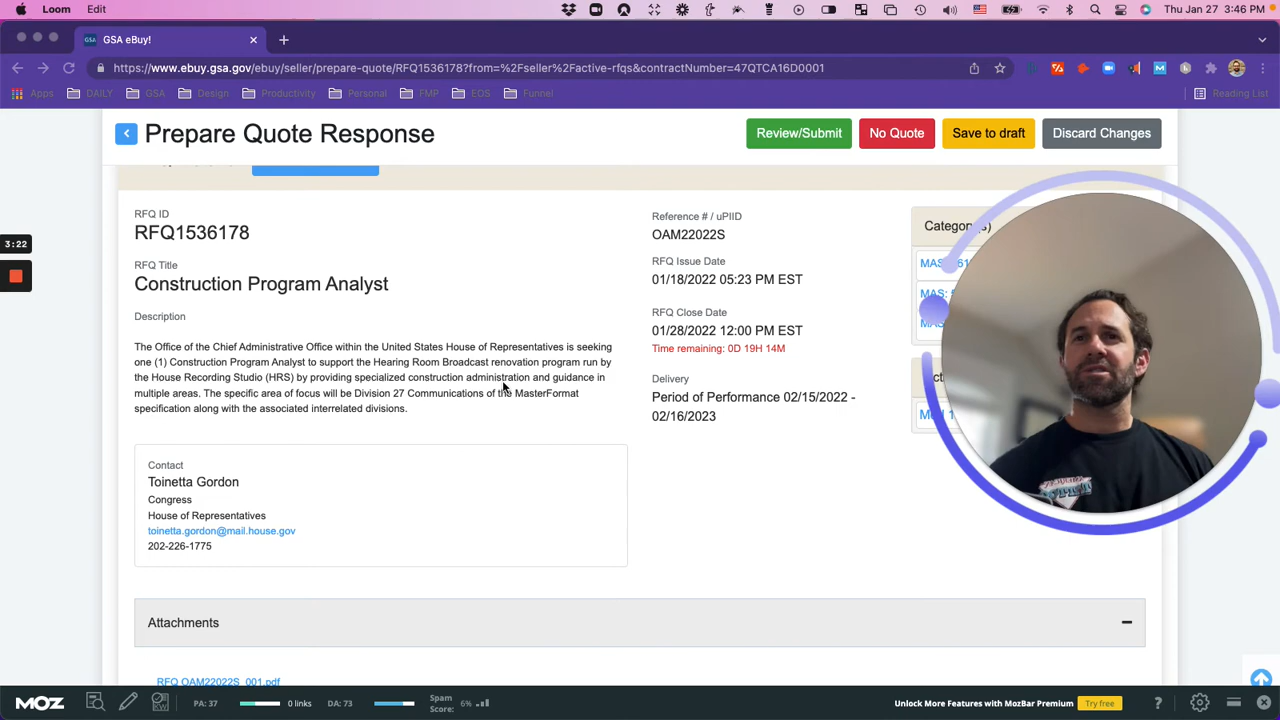 Loom Edit
Thu Jan 27 3:46 PM
GSA eBuy!
https://www.ebuy.gsa.gov/ebuy/seller/prepare-quote/RFQ1536178?from=%2Fseller%2Factive-rfqs&contractNumber=47QTCA16D0001
Apps DAILY GSA Design Productivity Personal FMP EOS Funnel Reading List
Prepare Quote Response
Review/Submit No Quote Save to draft Discard Changes
RFQ ID
RFQ1536178
RFQ Title
Construction Program Analyst
Description
The Office of the Chief Administrative Office within the United States House of Representatives is seeking
one (1) Construction Program Analyst to support the Hearing Room Broadcast renovation program run by
the House Recording Studio (HRS) by providing specialized construction administration and guidance in
multiple areas. The specific area of focus will be Division 27 Communications of the MasterFormat
specification along with the associated interrelated divisions.
Reference # / uPIID
OAM22022S
RFQ Issue Date
01/18/2022 05:23 PM EST
RFQ Close Date
01/28/2022 12:00 PM EST
Time remaining: 0D 19H 14M
Delivery
Period of Performance 02/15/2022 -
02/16/2023
MAS:
MAS:
3:22
Contact
Toinetta Gordon
Congress
House of Representatives
toinetta.gordon@mail.house.gov
202-226-1775
Attachments
RFQ OAM22022S_001.pdf
MOZ PA: 37 0 links DA: 73 Spam Score: 6% Unlock More Features with MozBar Premium Try free